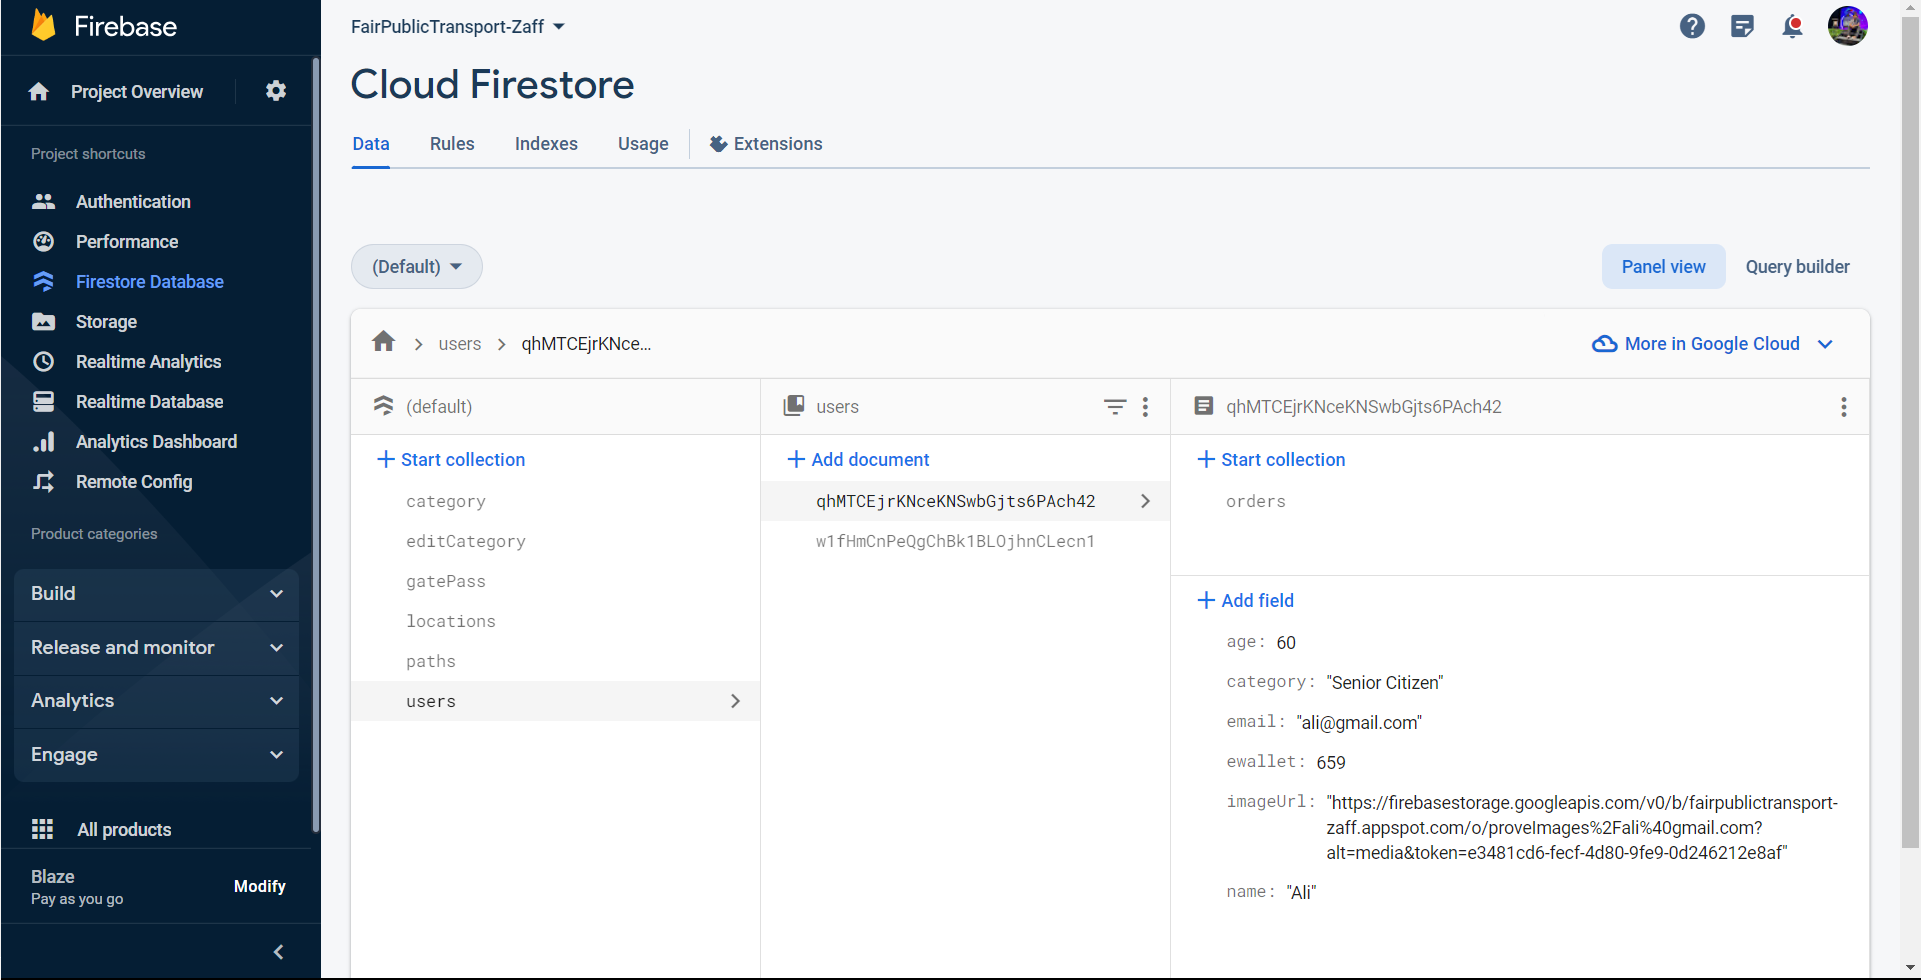 Firebase
Project Overview
Project shortcuts
Authentication
Performance
Firestore Database
Storage
Realtime Analytics
Realtime Database
Analytics Dashboard
Remote Config
Product categories
Build
Release and monitor
Analytics
Engage
All products
Blaze
Pay as you go
Modify
FairPublicTransport-Zaff
Cloud Firestore
Data Rules Indexes Usage Extensions
(Default) Panel view Query builder
users qhMTCEjrKNce... More in Google Cloud
(default)
Start collection
category
editCategory
gatePass
locations
paths
users
users
Add document
qhMTCEjrKNceKNSwbGjts6PAch42
w1fHmCnPeQgChBk1BLOjhnCLecn1
qhMTCEjrKNceKNSwbGjts6PAch42
Start collection
orders
Add field
age: 60
category: "Senior Citizen"
email: "ali@gmail.com"
ewallet: 659
imageUrl: "https://firebasestorage.googleapis.com/v0/b/fairpublictransport-
zaff.appspot.com/o/proveImages%2Fali%40gmail.com?
alt=media&token=e3481cd6-fecf-4d80-9fe9-0d246212e8af"
name: "Ali"